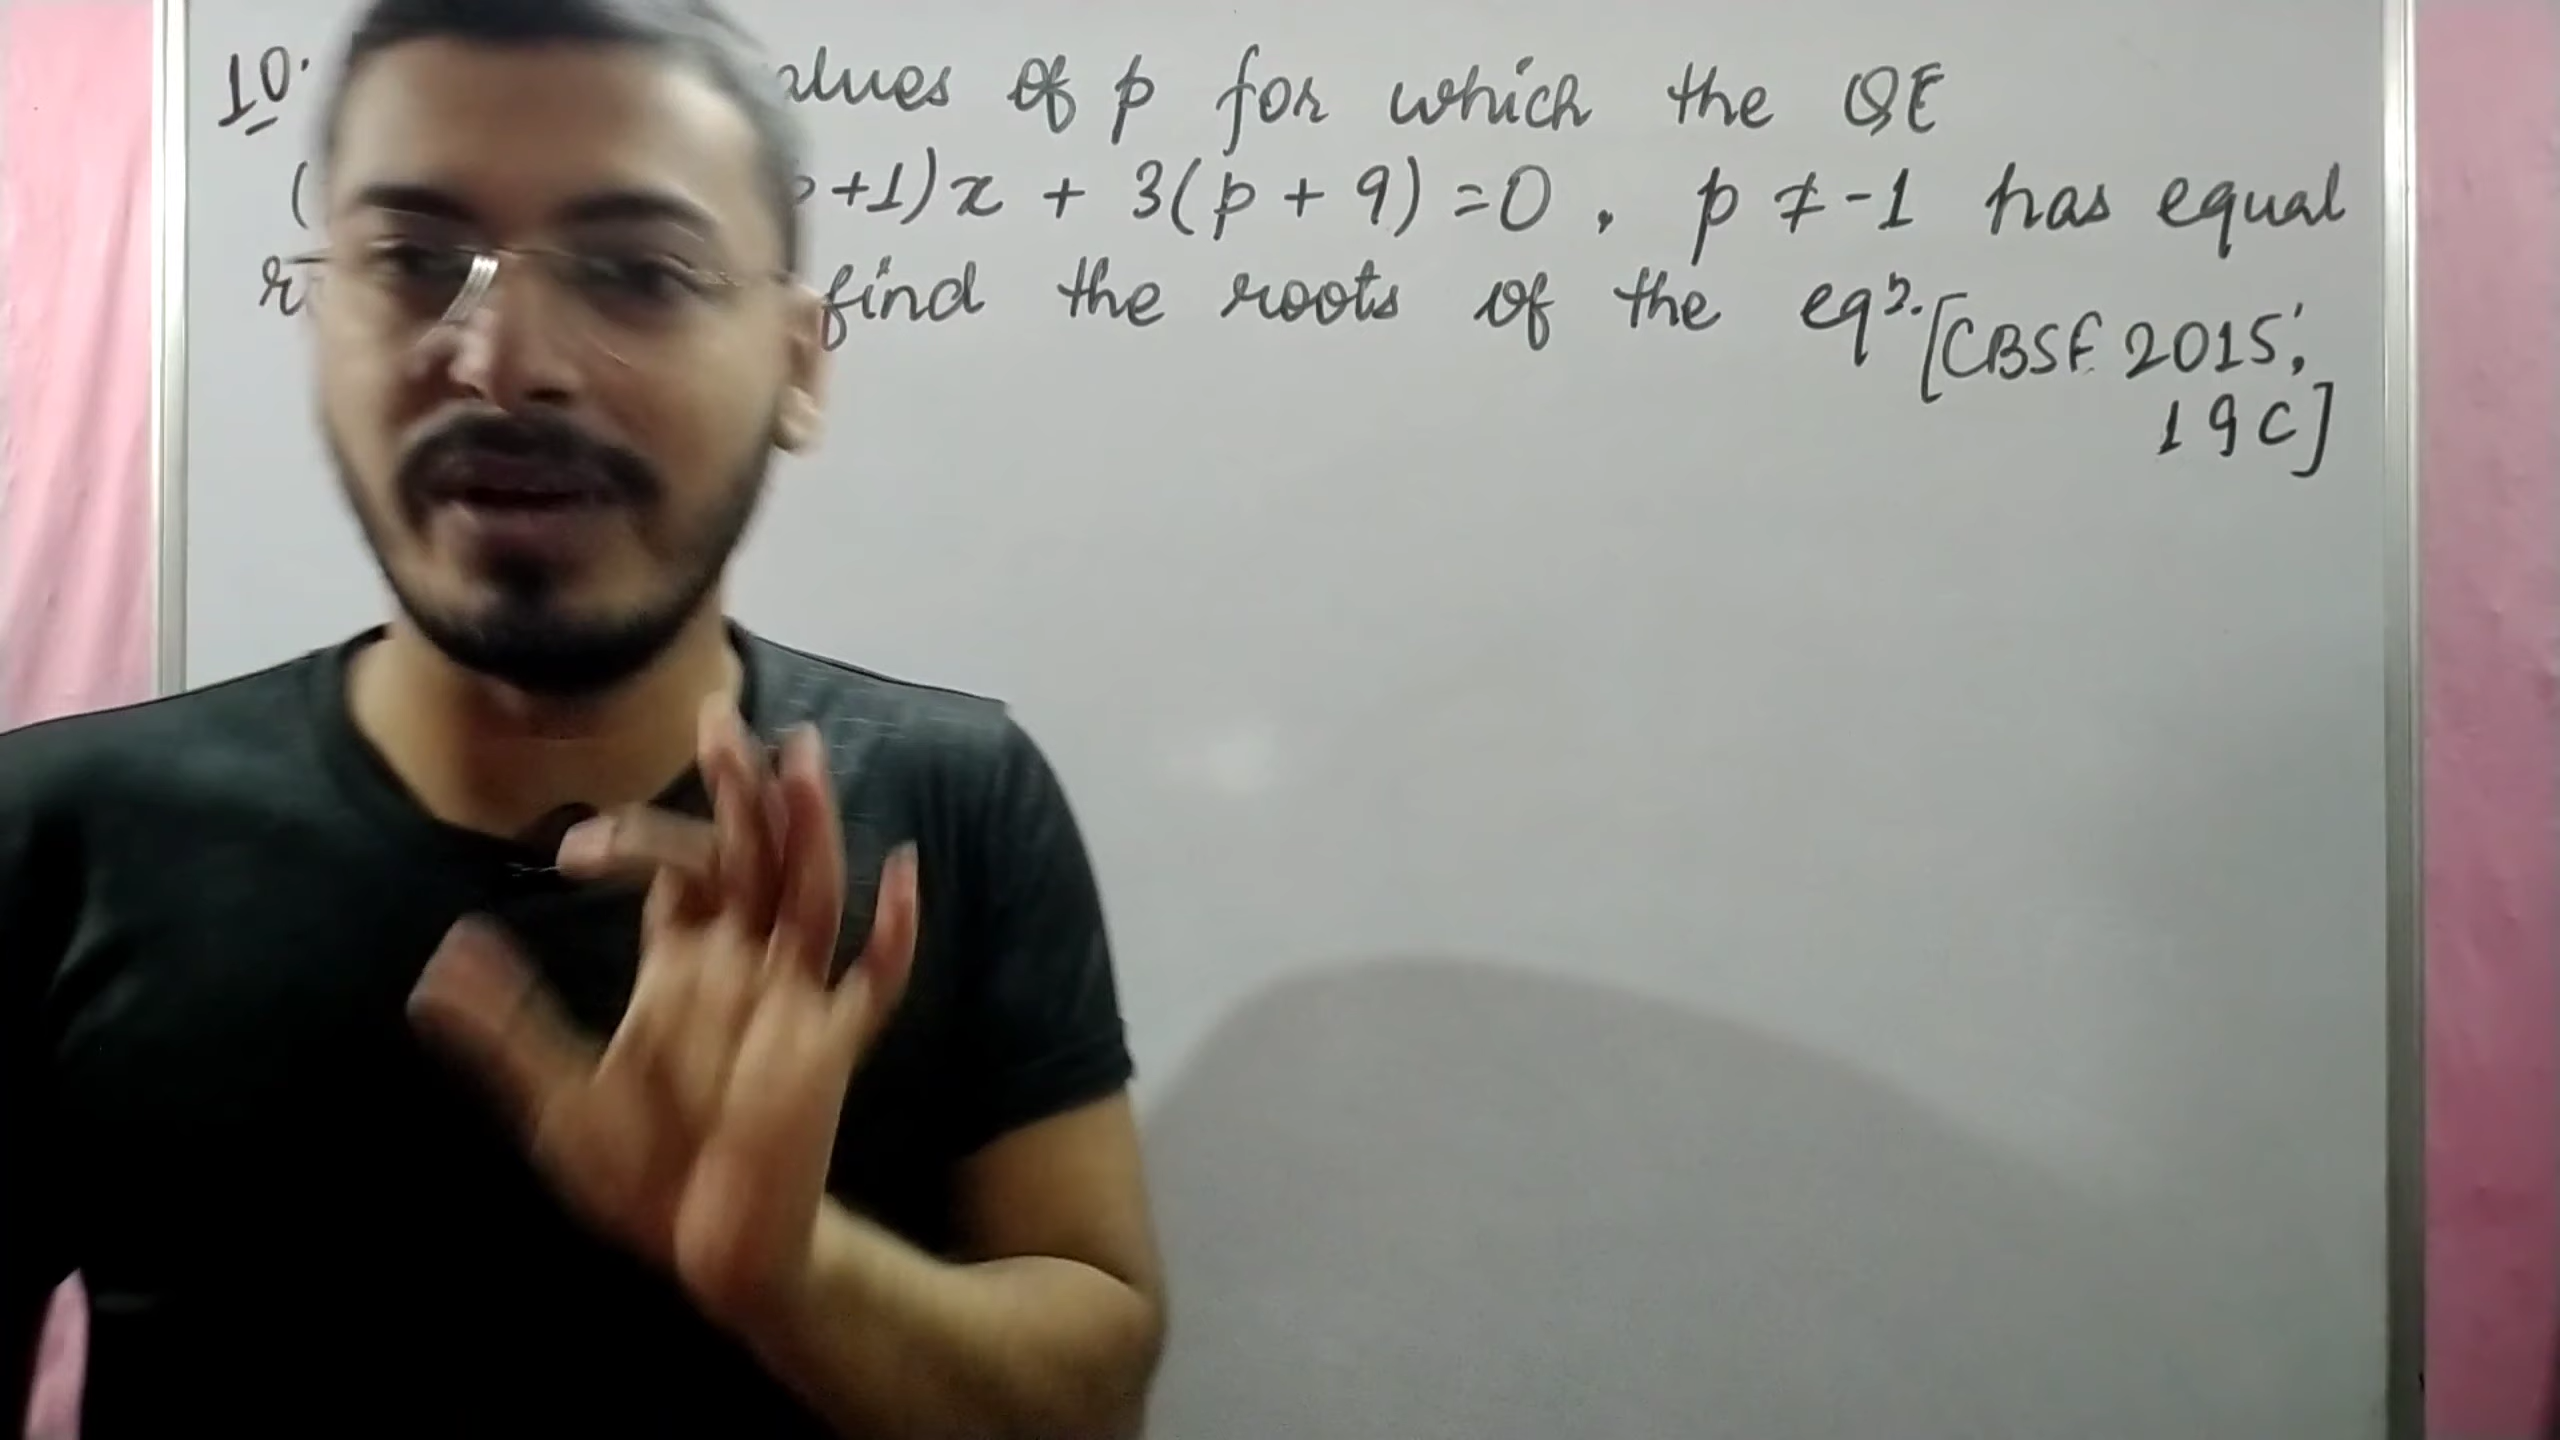 10. alues of p for which the QE
( +1)x + 3(p + 9) =0 , p ≠ -1 has equal
find the roots of the eqn. [CBSE 2015,
19C]